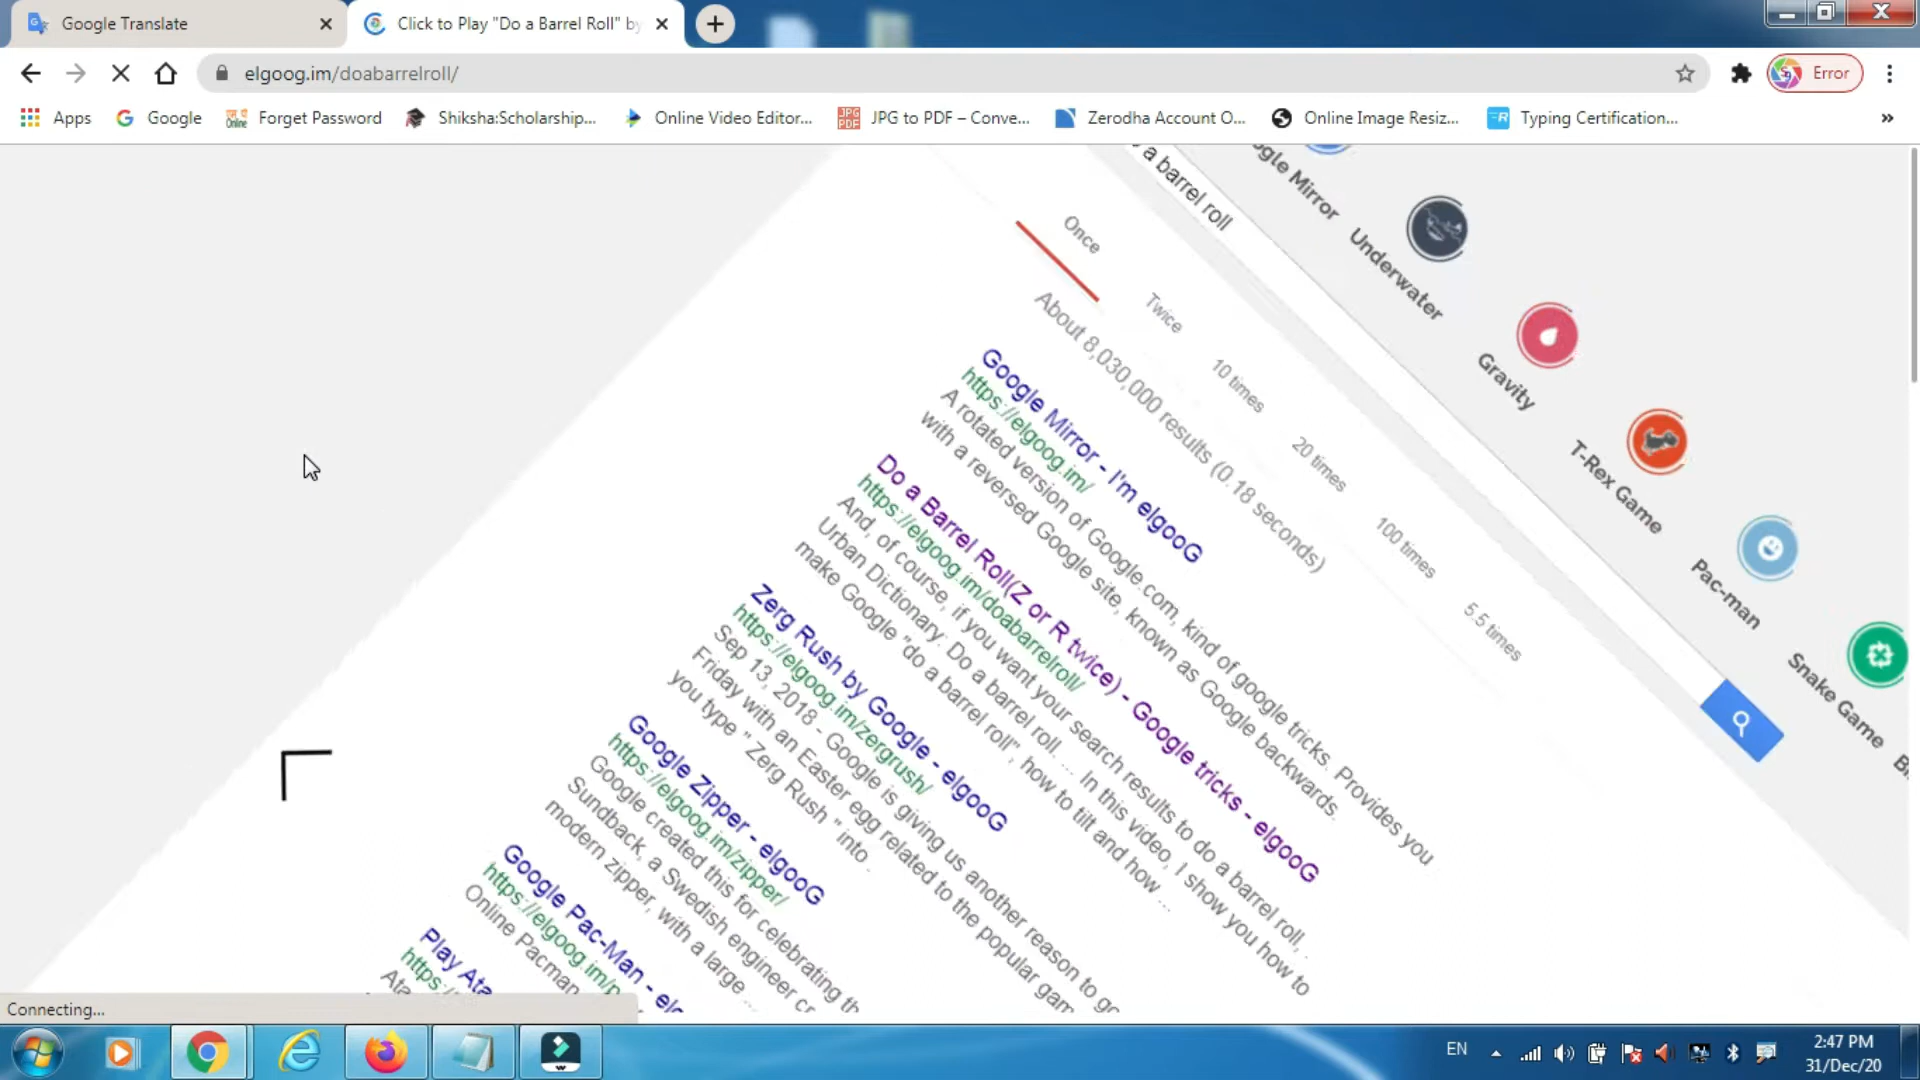 Google Translate
Click to Play "Do a Barrel Roll" by
elgoog.im/doabarrelroll/
Error
Apps
Google
Forget Password
Shiksha:Scholarship...
Online Video Editor...
JPG to PDF – Conve...
Zerodha Account O...
Online Image Resiz...
Typing Certification...
»
a barrel roll
gle Mirror
Underwater
Gravity
T-Rex Game
Pac-man
Snake Game
Once
Twice
10 times
20 times
100 times
5.5 times
About 8,030,000 results (0.18 seconds)
Google Mirror - I'm elgooG
https://elgoog.im/
A rotated version of Google.com, kind of google tricks. Provides you
with a reversed Google site, known as Google backwards.
Do a Barrel Roll(Z or R twice) - Google tricks - elgooG
https://elgoog.im/doabarrelroll/
And, of course, if you want your search results to do a barrel roll, .
Urban Dictionary: Do a barrel roll. ... In this video, I show you how to
make Google "do a barrel roll", how to tilt and how ...
Zerg Rush by Google - elgooG
https://elgoog.im/zergrush/
Sep 13, 2018 - Google is giving us another reason to go
Friday with an Easter egg related to the popular gam
you type " Zerg Rush " into...
Google Zipper - elgooG
https://elgoog.im/zipper/
Google created this for celebrating th
Sundback, a Swedish engineer c
modern zipper, with a large ...
Google Pac-Man - elg
https://elgoog.im/p
Online Pacman
Play Ata
https:/
Ata
Connecting...
EN
2:47 PM
31/Dec/20